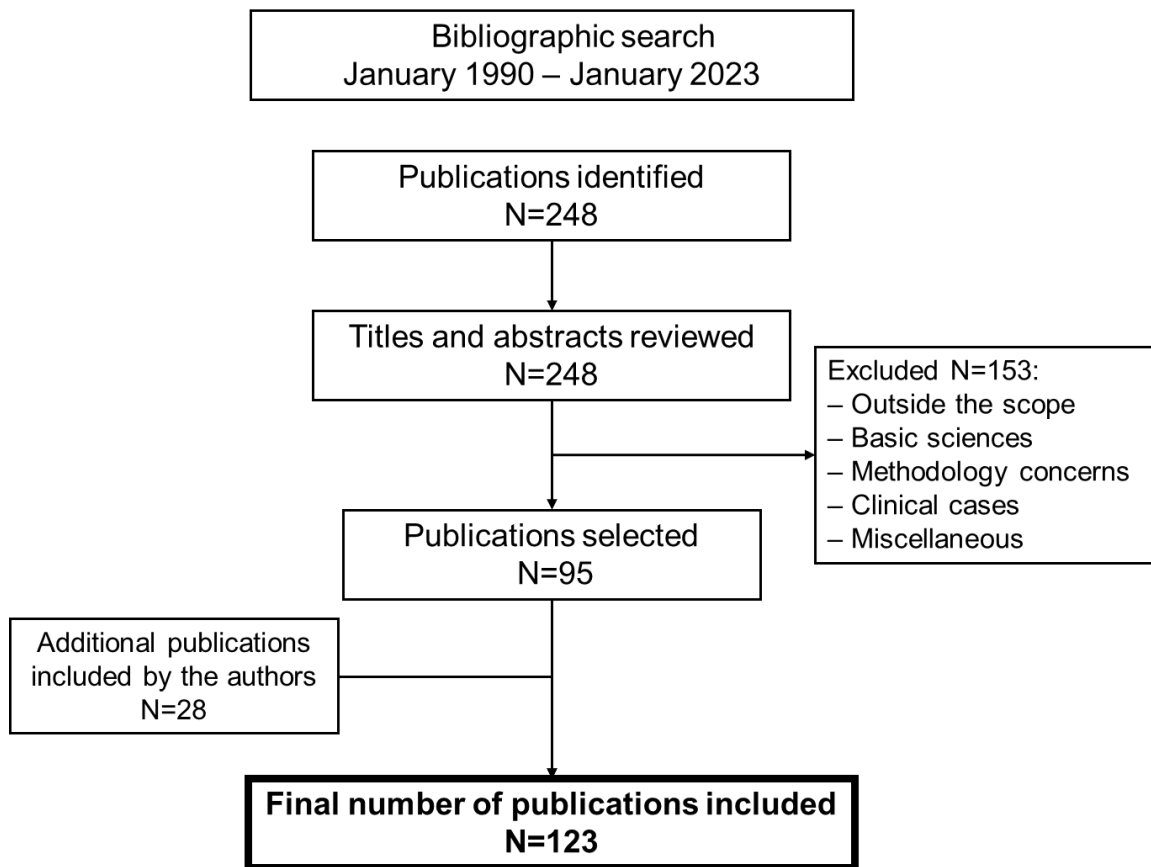 Bibliographic search
January 1990 – January 2023
Publications identified
N=248
Titles and abstracts reviewed
N=248
Excluded N=153:
– Outside the scope
– Basic sciences
– Methodology concerns
– Clinical cases
– Miscellaneous
Publications selected
N=95
Additional publications
included by the authors
N=28
Final number of publications included
N=123